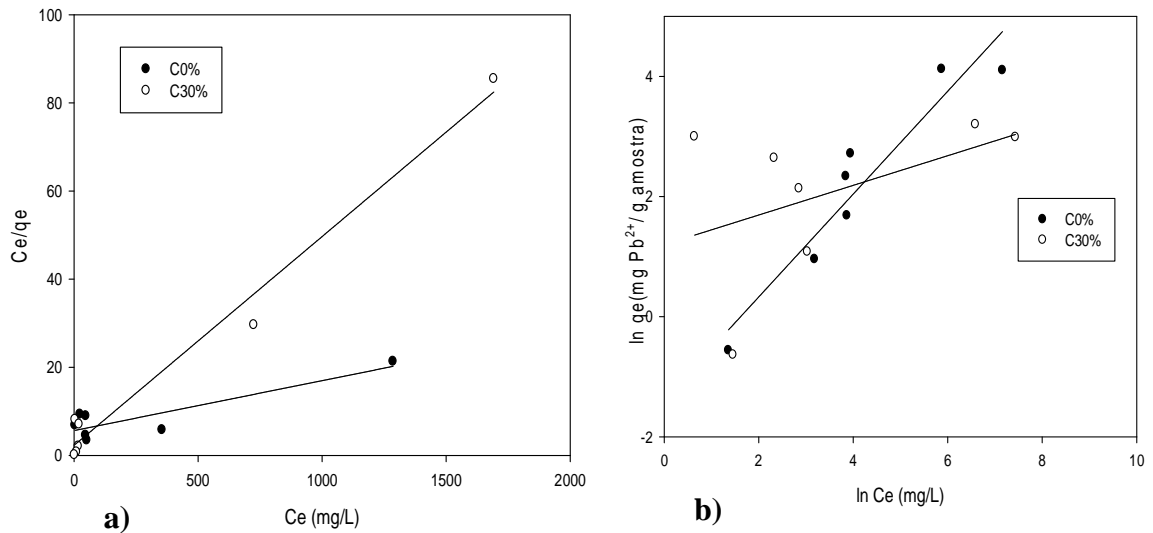 100
80
60
40
20
0
Ce/qe
C0%
C30%
0 500 1000 1500 2000
Ce (mg/L)
a)
4
2
0
-2
ln qe(mg Pb²⁺/ g amostra)
C0%
C30%
0 2 4 6 8 10
ln Ce (mg/L)
b)